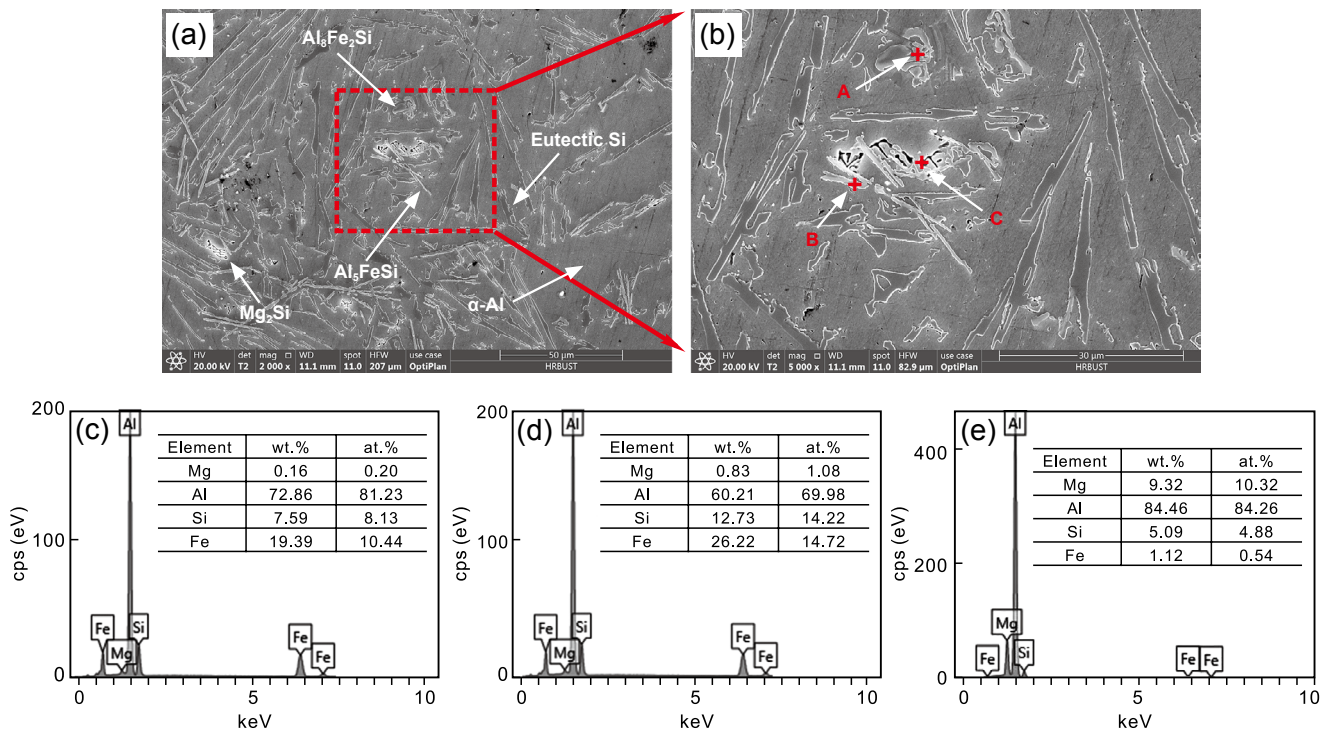 (a)
Al₈Fe₂Si
Eutectic Si
Al₅FeSi
α-Al
Mg₂Si
HV det mag □ WD spot HFW use case 50 μm
20.00 kV T2 2 000 x 11.1 mm 11.0 207 μm OptiPlan HRBUST
(b)
A
B
C
HV det mag □ WD spot HFW use case 30 μm
20.00 kV T2 5 000 x 11.1 mm 11.0 82.9 μm OptiPlan HRBUST
(c)
200
100
0
cps (eV)
Al
Element wt.% at.%
Mg 0.16 0.20
Al 72.86 81.23
Si 7.59 8.13
Fe 19.39 10.44
Fe
Mg
Si
Fe
Fe
0 5 10
keV
(d)
200
100
0
cps (eV)
Al
Element wt.% at.%
Mg 0.83 1.08
Al 60.21 69.98
Si 12.73 14.22
Fe 26.22 14.72
Fe
Mg
Si
Fe
Fe
0 5 10
keV
(e)
400
200
0
cps (eV)
Al
Element wt.% at.%
Mg 9.32 10.32
Al 84.46 84.26
Si 5.09 4.88
Fe 1.12 0.54
Mg
Fe
Si
Fe
Fe
0 5 10
keV